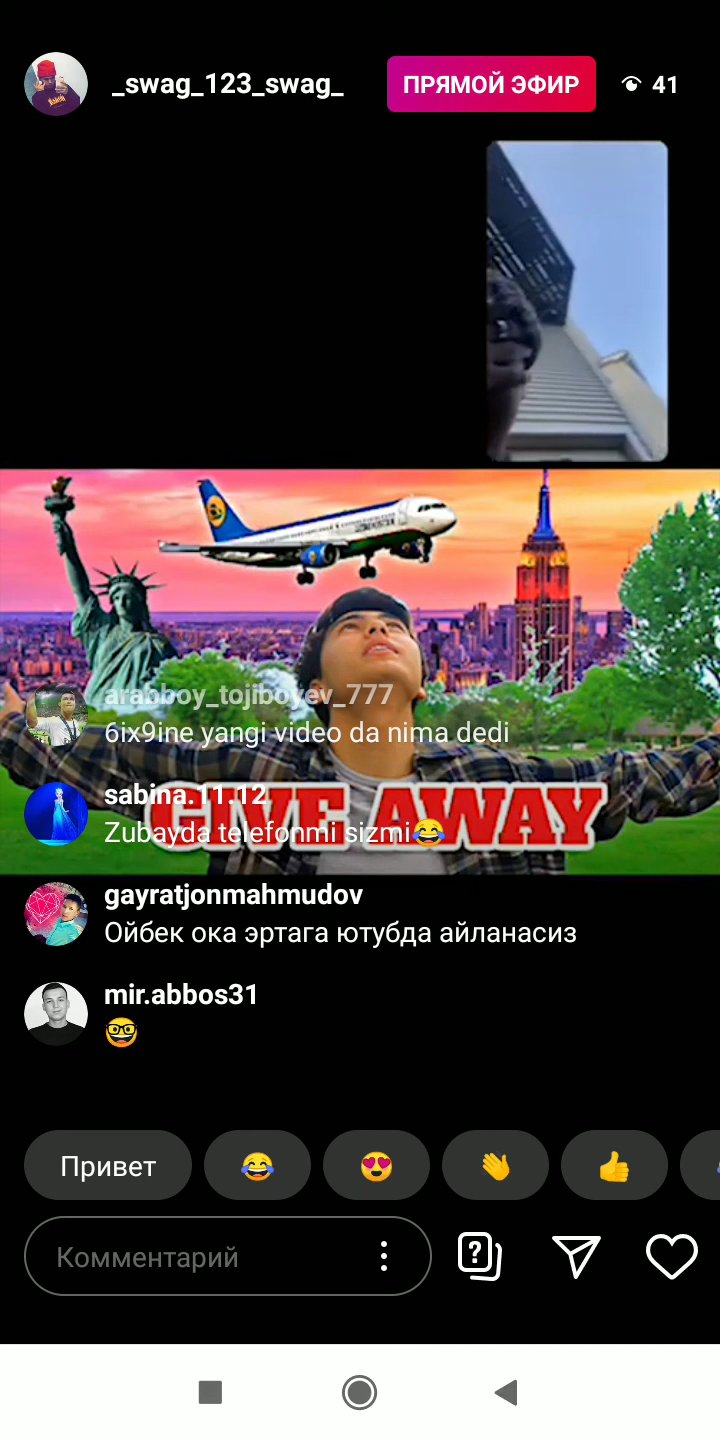 _swag_123_swag_
ПРЯМОЙ ЭФИР
41
arabboy_tojiboyev_777
6ix9ine yangi video da nima dedi
sabina.11.12
Zubayda telefonmi sizmi😂
GIVE AWAY
gayratjonmahmudov
Ойбек ока эртага ютубда айланасиз
mir.abbos31
🤓
Привет 😂 😍 👋 👍
Комментарий